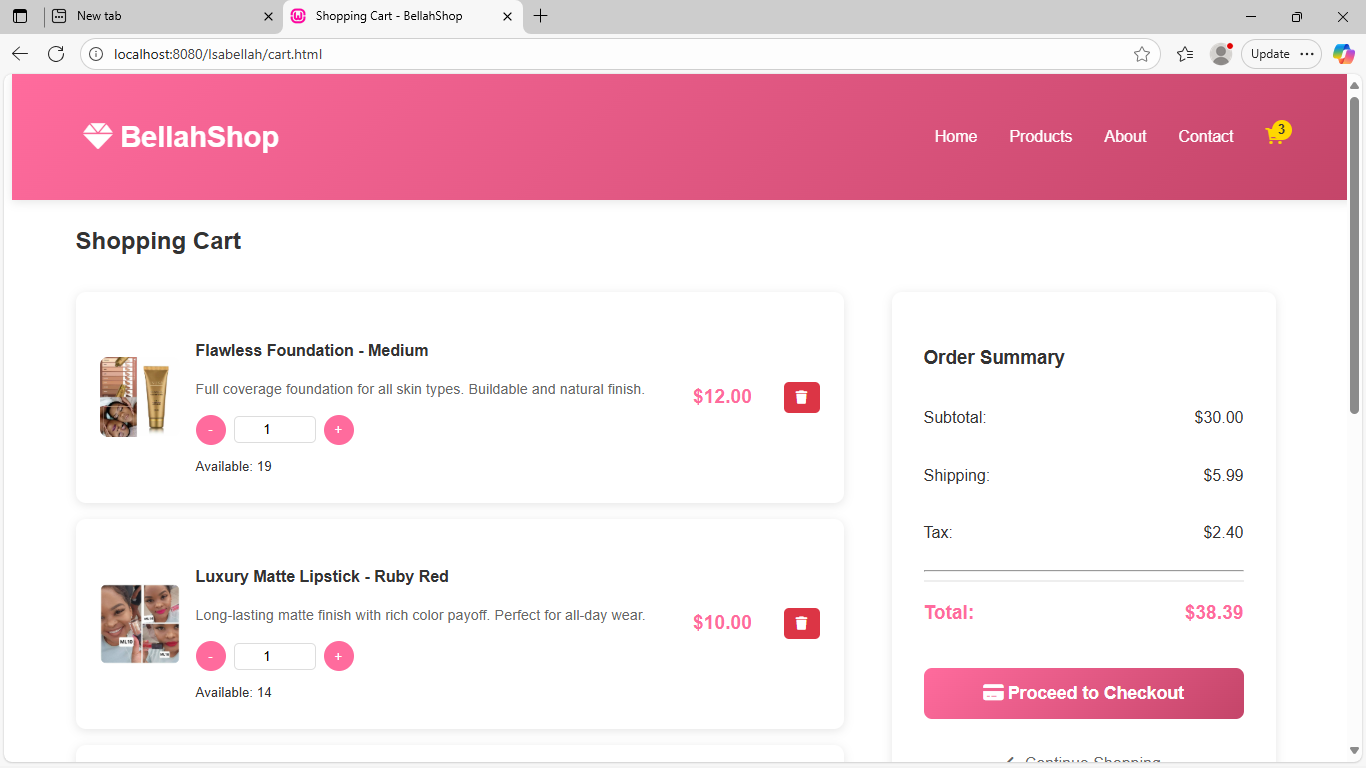 New tab
Shopping Cart - BellahShop
localhost:8080/Isabellah/cart.html
Update
BellahShop
Home
Products
About
Contact
3
Shopping Cart
Flawless Foundation - Medium
Full coverage foundation for all skin types. Buildable and natural finish.
- 1 +
Available: 19
$12.00
Luxury Matte Lipstick - Ruby Red
Long-lasting matte finish with rich color payoff. Perfect for all-day wear.
- 1 +
Available: 14
$10.00
Order Summary
Subtotal: $30.00
Shipping: $5.99
Tax: $2.40
Total: $38.39
Proceed to Checkout
Continue Shopping